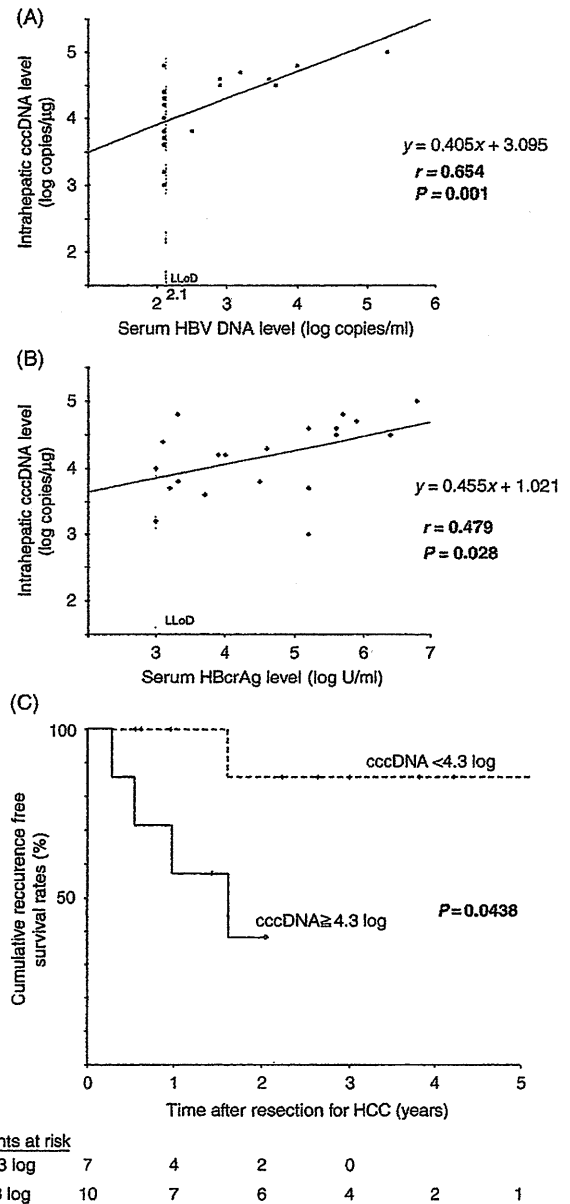 (A)
Intrahepatic cccDNA level
(log copies/µg)
5
4
3
2
y = 0.405x + 3.095
r = 0.654
P = 0.001
LLoD
2.1
2 3 4 5 6
Serum HBV DNA level (log copies/ml)
(B)
Intrahepatic cccDNA level
(log copies/µg)
5
4
3
2
y = 0.455x + 1.021
r = 0.479
P = 0.028
LLoD
3 4 5 6 7
Serum HBcrAg level (log U/ml)
(C)
Cumulative reccurence free
survival rates (%)
100
50
cccDNA <4.3 log
cccDNA≧ 4.3 log
P=0.0438
0 1 2 3 4 5
Time after resection for HCC (years)
nts at risk
3 log 7 4 2 0
3 log 10 7 6 4 2 1